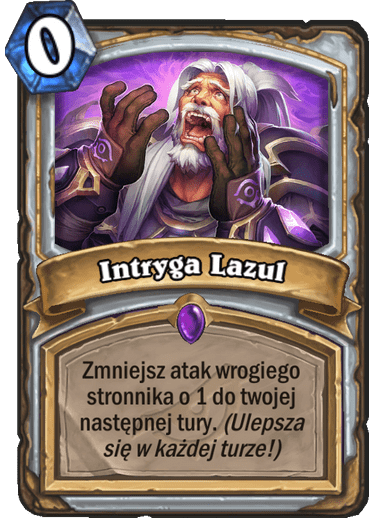 0
Intryga Lazul
Zmniejsz atak wrogiego
stronnika o 1 do twojej
następnej tury. (Ulepsza
się w każdej turze!)